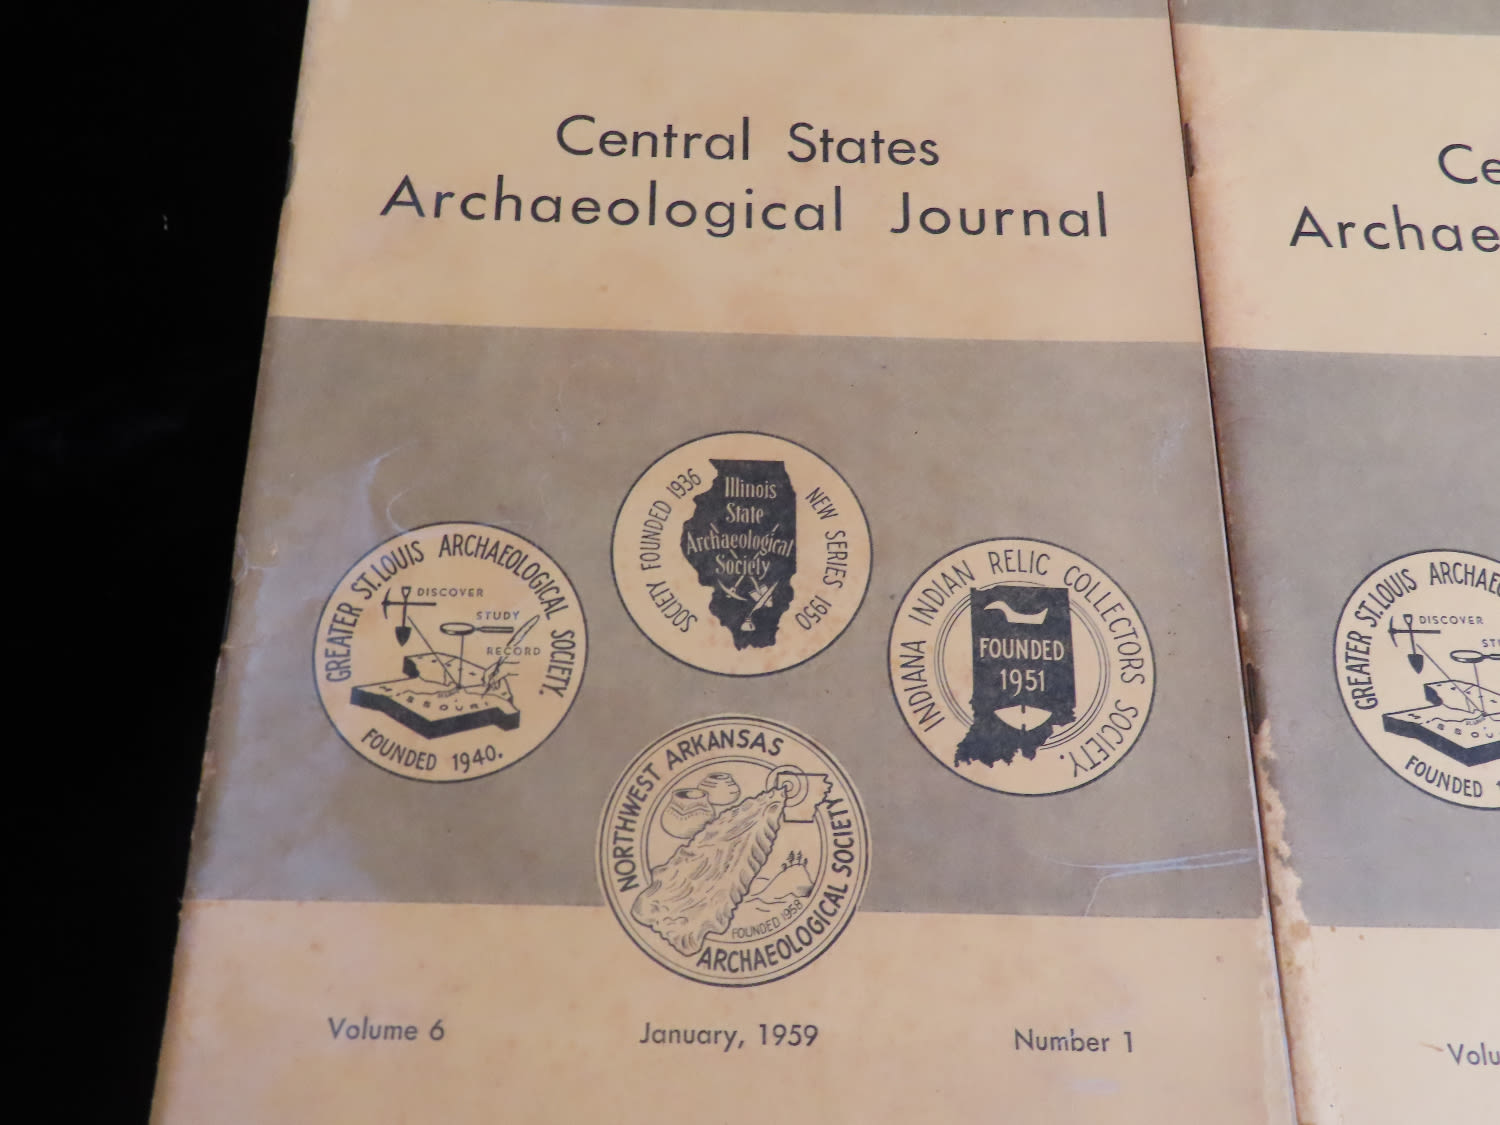 Central States
Archaeological Journal
SOCIETY FOUNDED 1936
NEW SERIES 1950
Illinois
State
Archaeological
Society
GREATER ST. LOUIS ARCHAEOLOGICAL SOCIETY.
DISCOVER
STUDY
RECORD
MISSOURI
FOUNDED 1940.
INDIANA INDIAN RELIC COLLECTORS SOCIETY.
FOUNDED
1951
NORTHWEST ARKANSAS
ARCHAEOLOGICAL SOCIETY
FOUNDED 1958
Volume 6
January, 1959
Number 1
Ce
Archae
GREATER ST. LOUIS ARCHAE
DISCOVER
ST
FOUNDED
Volu